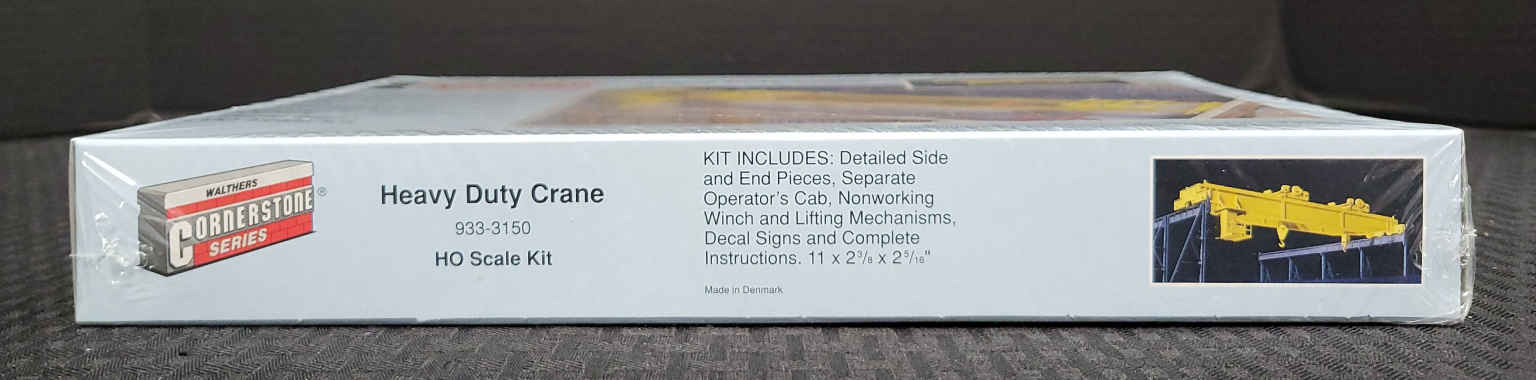 WALTHERS
CORNERSTONE®
SERIES
Heavy Duty Crane
933-3150
HO Scale Kit
KIT INCLUDES: Detailed Side
and End Pieces, Separate
Operator's Cab, Nonworking
Winch and Lifting Mechanisms,
Decal Signs and Complete
Instructions. 11 x 2³/₈ x 2⁵/₁₆"
Made in Denmark